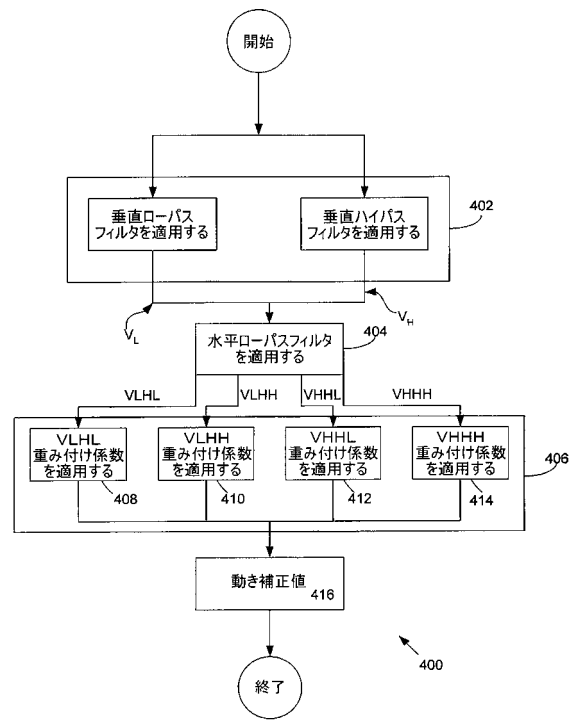 開始
垂直ローパス
フィルタを適用する
垂直ハイパス
フィルタを適用する
402
VL
VH
水平ローパスフィルタ
を適用する
404
VLHL
VLHH
VHHL
VHHH
VLHL
重み付け係数
を適用する
408
VLHH
重み付け係数
を適用する
410
VHHL
重み付け係数
を適用する
412
VHHH
重み付け係数
を適用する
414
406
動き補正値
416
400
終了